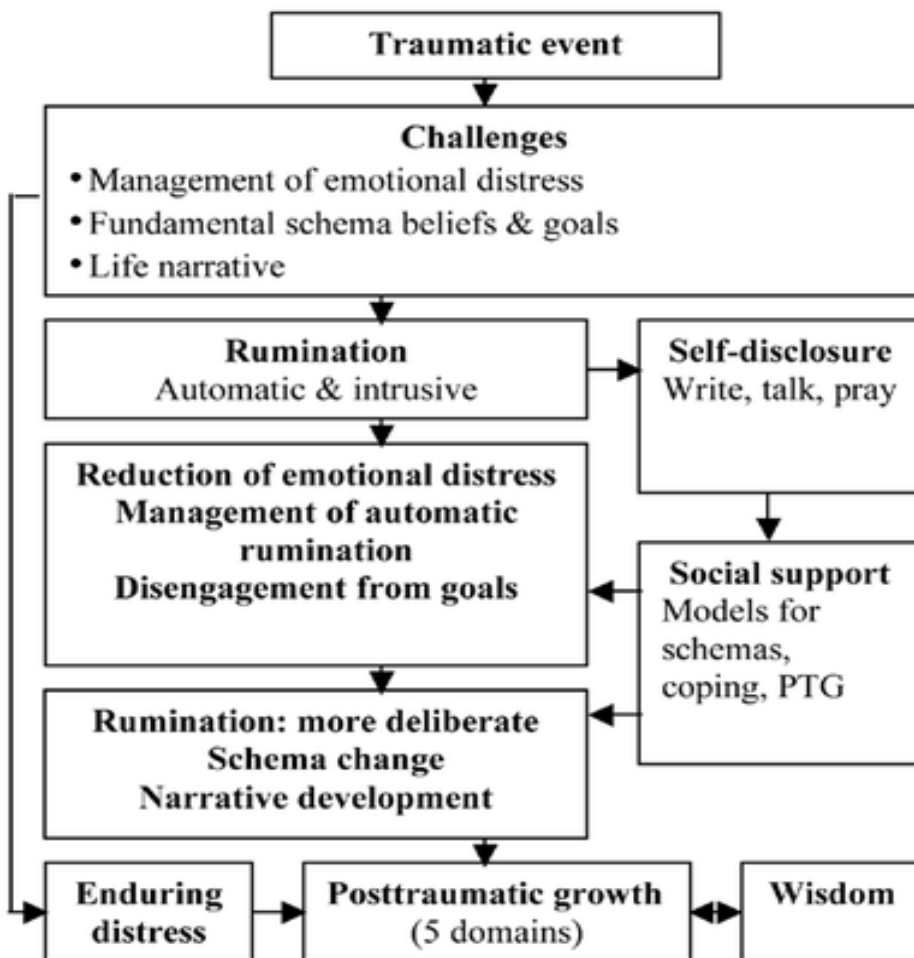 Traumatic event
Challenges
• Management of emotional distress
• Fundamental schema beliefs & goals
• Life narrative
Rumination
Automatic & intrusive
Self-disclosure
Write, talk, pray
Reduction of emotional distress
Management of automatic
rumination
Disengagement from goals
Social support
Models for
schemas,
coping, PTG
Rumination: more deliberate
Schema change
Narrative development
Enduring
distress
Posttraumatic growth
(5 domains)
Wisdom